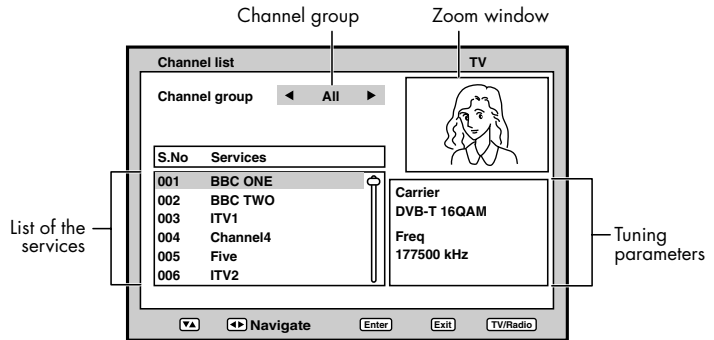 Channel group
Zoom window
Channel list TV
Channel group ◀ All ▶
S.No Services
001 BBC ONE
002 BBC TWO
003 ITV1
004 Channel4
005 Five
006 ITV2
Carrier
DVB-T 16QAM
Freq
177500 kHz
List of the
services
Tuning
parameters
▼▲ ◀▶ Navigate Enter Exit TV/Radio